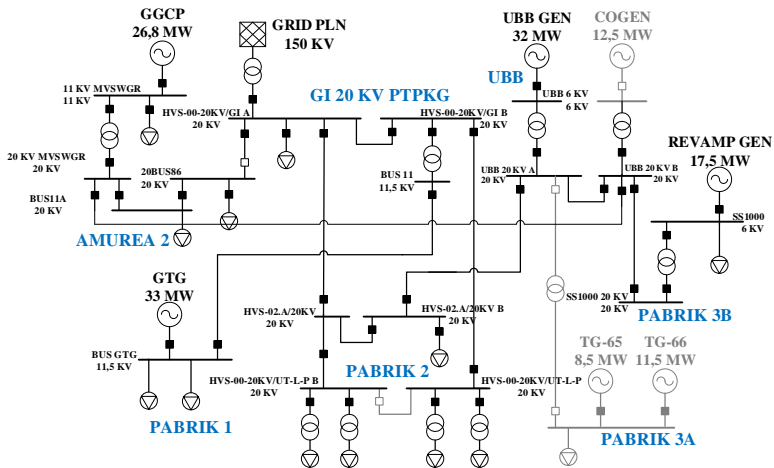 GGCP
26,8 MW
GRID PLN
150 KV
UBB GEN
32 MW
COGEN
12,5 MW
UBB
11 KV MVSWGR
11 KV
GI 20 KV PTPKG
UBB 6 KV
6 KV
HVS-00-20KV/GI A
20 KV
HVS-00-20KV/GI B
20 KV
REVAMP GEN
17,5 MW
20 KV MVSWGR
20 KV
20BUS86
20 KV
BUS 11
11,5 KV
UBB 20 KV A
20 KV
UBB 20 KV B
20 KV
BUS11A
20 KV
SS1000
6 KV
AMUREA 2
GTG
33 MW
SS1000 20 KV
20 KV
HVS-02.A/20KV
20 KV
HVS-02.A/20KV B
20 KV
PABRIK 3B
BUS GTG
11,5 KV
TG-65
8,5 MW
TG-66
11,5 MW
PABRIK 2
HVS-00-20KV/UT-L-P B
20 KV
HVS-00-20KV/UT-L-P
20 KV
PABRIK 1
PABRIK 3A